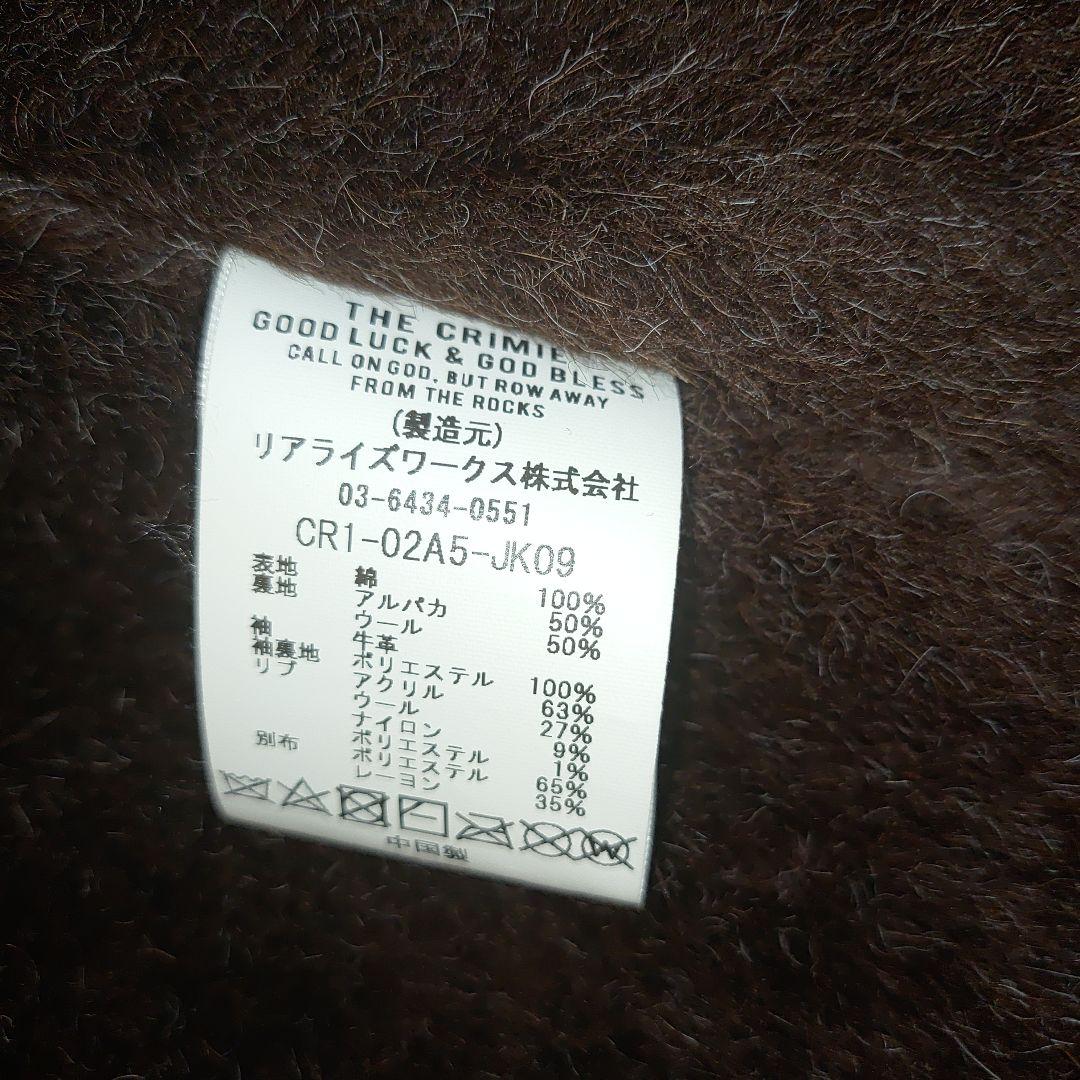 THE CRIMIE
GOOD LUCK & GOD BLESS
CALL ON GOD, BUT ROW AWAY
FROM THE ROCKS
(製造元)
リアライズワークス株式会社
03-6434-0551
CR1-02A5-JK09
表地 綿 100%
裏地 アルパカ 50%
ウール 50%
袖 牛革
袖裏地 ポリエステル 100%
リブ アクリル 63%
ウール 27%
ナイロン 9%
ポリエステル 1%
別布 ポリエステル 65%
レーヨン 35%
W
中国製